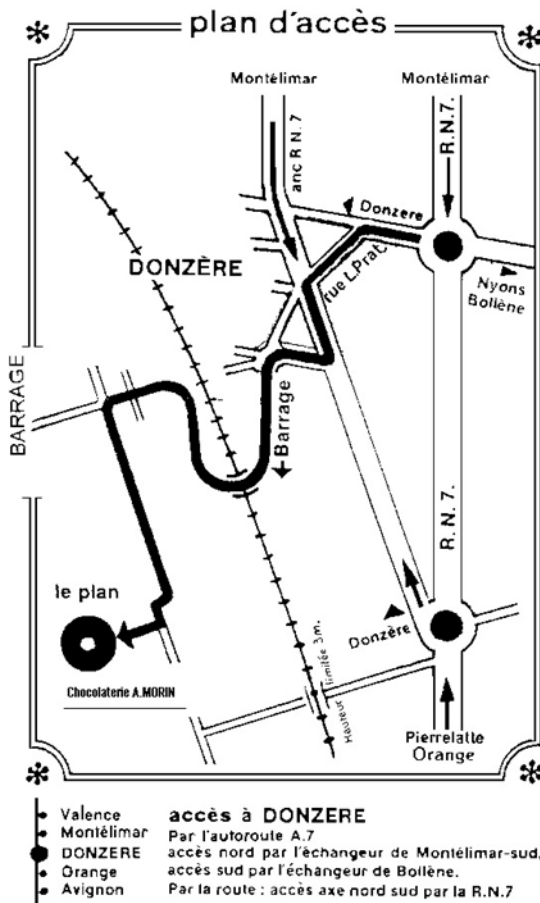 plan d'accès
Montélimar
Montélimar
anc R N. 7
R.N.7.
Donzere
DONZÈRE
rue L.Prat.
Nyons
Bollène
BARRAGE
Barrage
R.N.7.
le plan
Donzère
Chocolaterie A.MORIN
Hauteur limitée 3m.
Pierrelatte
Orange
Valence
Montélimar
DONZERE
Orange
Avignon
accès à DONZERE
Par l'autoroute A.7
accès nord par l'échangeur de Montélimar-sud.
accès sud par l'échangeur de Bollène.
Par la route : accès axe nord sud par la R.N.7